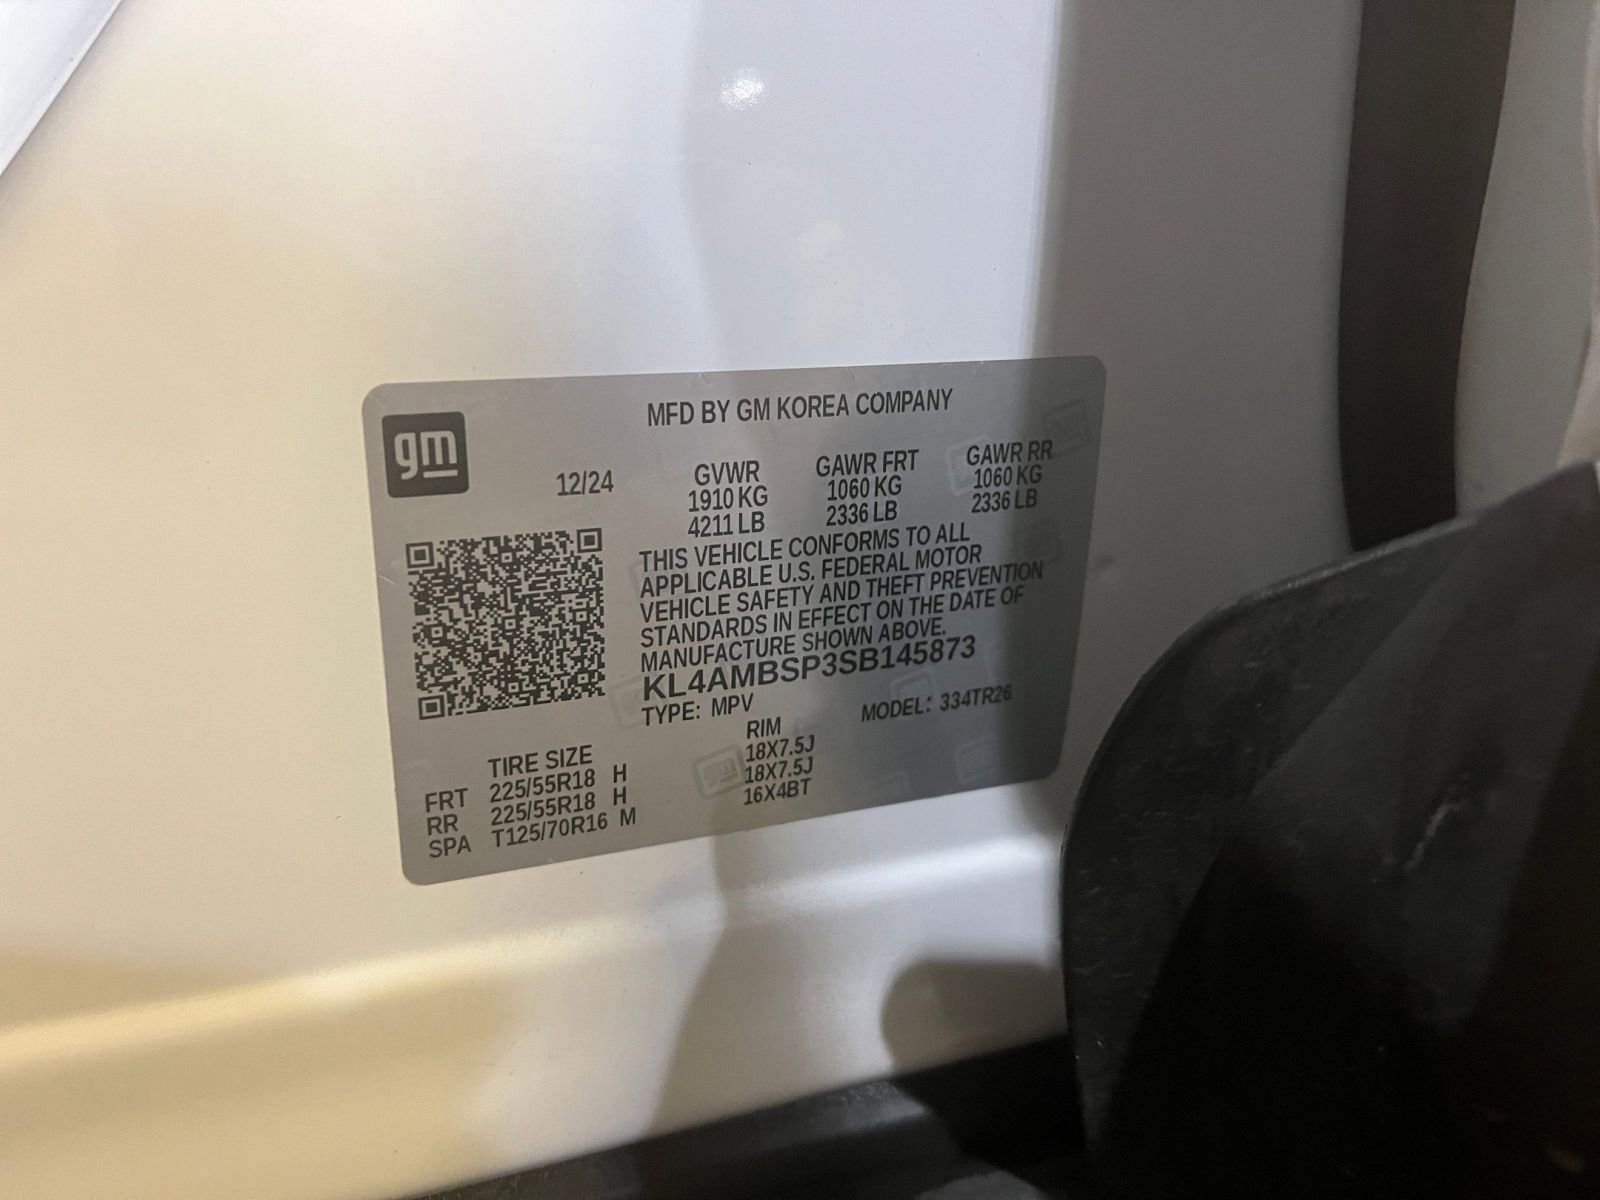 MFD BY GM KOREA COMPANY
gm
12/24
GVWR GAWR FRT GAWR RR
1910 KG 1060 KG 1060 KG
4211 LB 2336 LB 2336 LB
THIS VEHICLE CONFORMS TO ALL
APPLICABLE U.S. FEDERAL MOTOR
VEHICLE SAFETY AND THEFT PREVENTION
STANDARDS IN EFFECT ON THE DATE OF
MANUFACTURE SHOWN ABOVE.
KL4AMBSP3SB145873
TYPE: MPV MODEL: 334TR26
TIRE SIZE RIM
FRT 225/55R18 H 18X7.5J
RR 225/55R18 H 18X7.5J
SPA T125/70R16 M 16X4BT